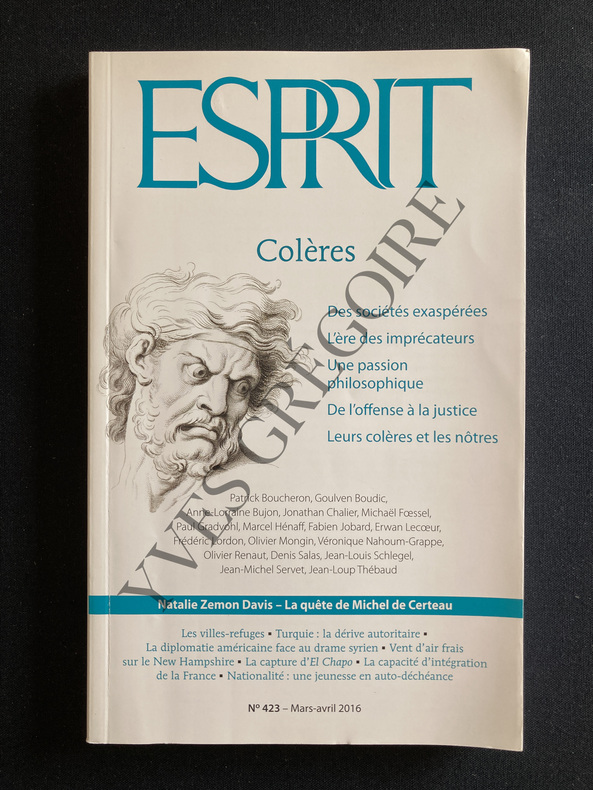 ESPRIT
Colères
Des sociétés exaspérées
L'ère des imprécateurs
Une passion
philosophique
De l'offense à la justice
Leurs colères et les nôtres
Patrick Boucheron, Goulven Boudic,
Anne-Lorraine Bujon, Jonathan Chalier, Michaël Fœssel,
Paul Gradvohl, Marcel Hénaff, Fabien Jobard, Erwan Lecœur,
Frédéric Lordon, Olivier Mongin, Véronique Nahoum-Grappe,
Olivier Renaut, Denis Salas, Jean-Louis Schlegel,
Jean-Michel Servet, Jean-Loup Thébaud
Natalie Zemon Davis – La quête de Michel de Certeau
Les villes-refuges ▪ Turquie : la dérive autoritaire ▪
La diplomatie américaine face au drame syrien ▪ Vent d'air frais
sur le New Hampshire ▪ La capture d'El Chapo ▪ La capacité d'intégration
de la France ▪ Nationalité : une jeunesse en auto-déchéance
Nº 423 – Mars-avril 2016
YVES GREGOIRE